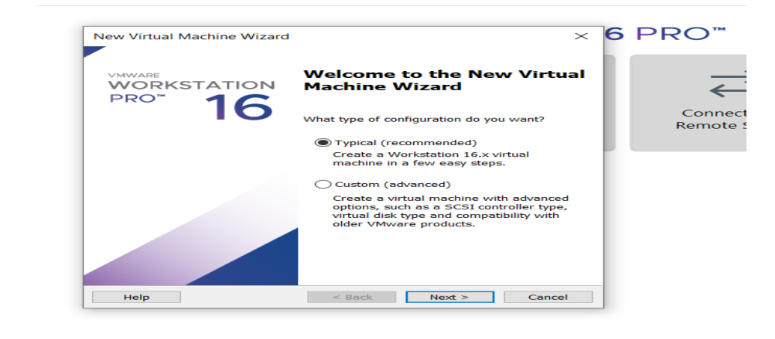 New Virtual Machine Wizard
6 PRO™
VMWARE
WORKSTATION
PRO™ 16
Welcome to the New Virtual
Machine Wizard
What type of configuration do you want?
Typical (recommended)
Create a Workstation 16.x virtual
machine in a few easy steps.
Custom (advanced)
Create a virtual machine with advanced
options, such as a SCSI controller type,
virtual disk type and compatibility with
older VMware products.
Connect
Remote S
Help
< Back
Next >
Cancel